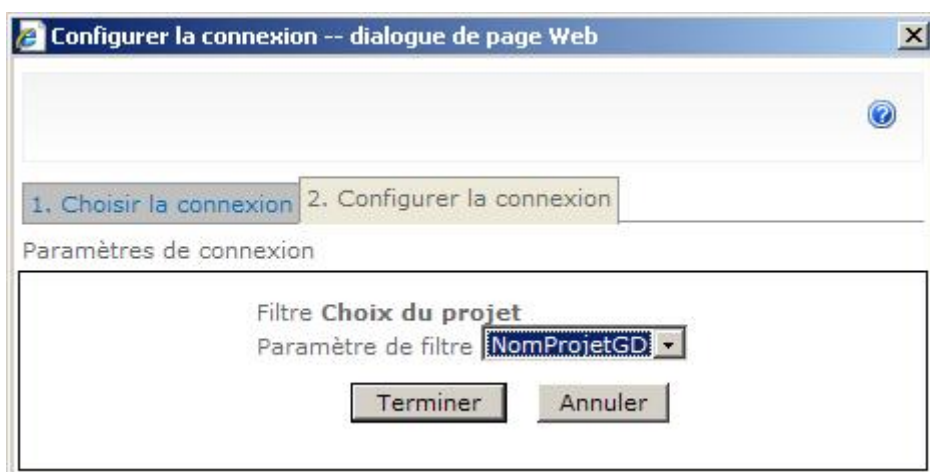 Configurer la connexion -- dialogue de page Web
1. Choisir la connexion 2. Configurer la connexion
Paramètres de connexion
Filtre Choix du projet
Paramètre de filtre NomProjetGD
Terminer Annuler